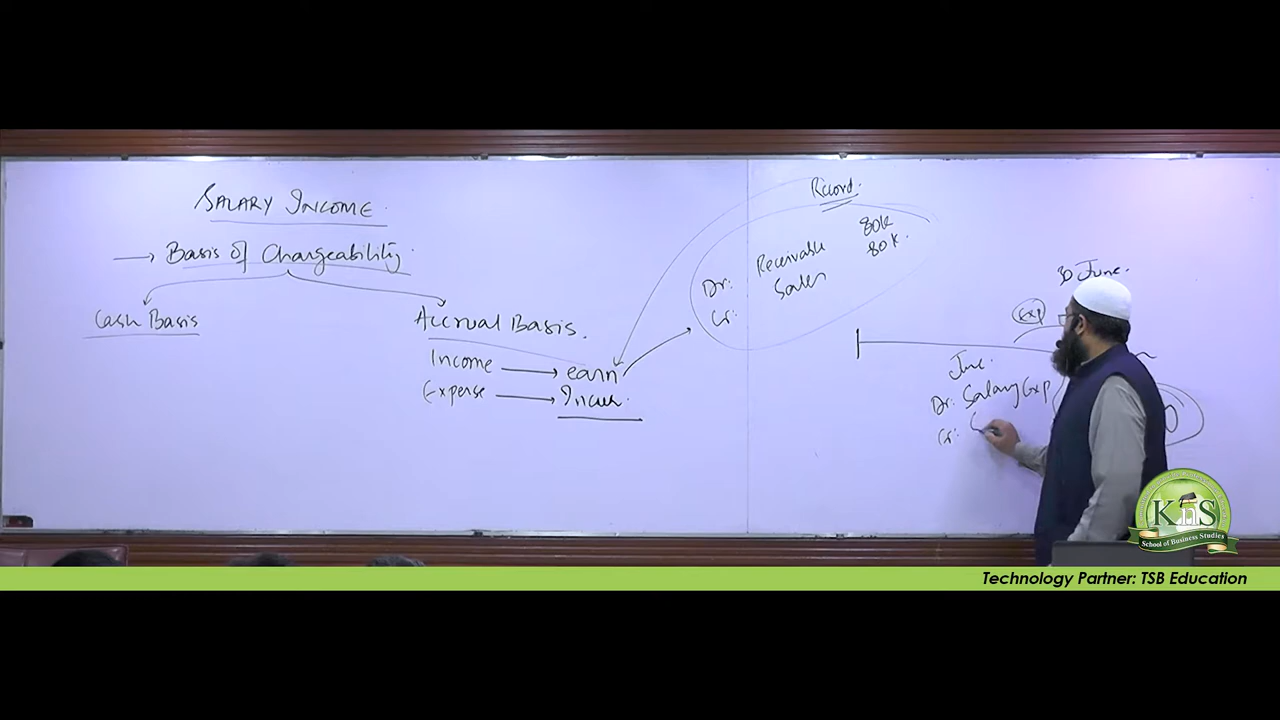 SALARY INCOME
→ Basis of Chargeability
Cash Basis
Accrual Basis.
Income → earn
Expense → Incur.
Record.
Dr: Receivable 80k
Cr: Sales 80k.
30 June.
Exp
June.
Dr: Salary Exp
Cr:
KnS
School of Business Studies
Technology Partner: TSB Education